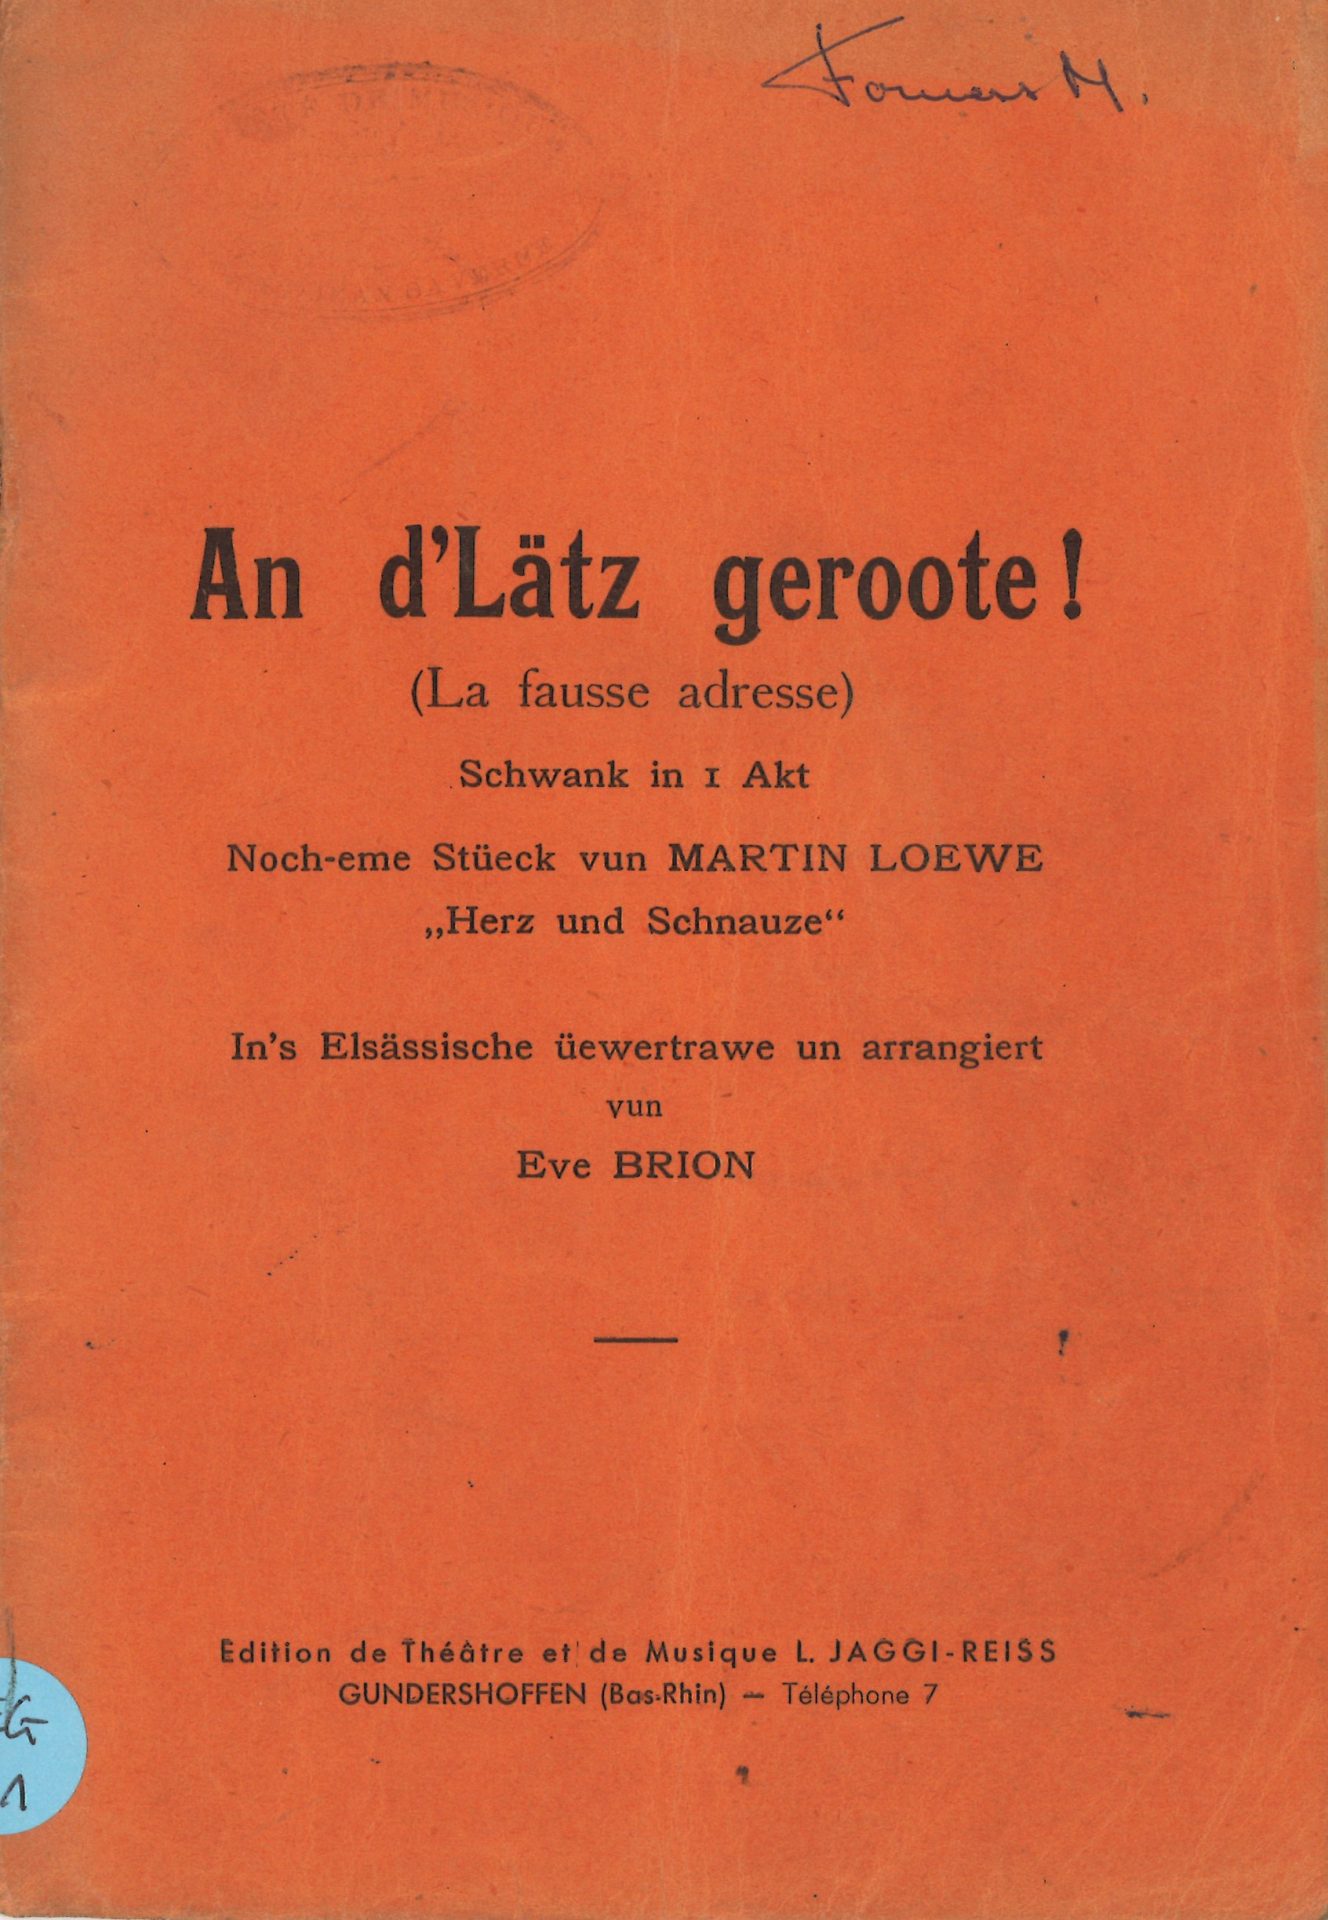 An d'Lätz geroote!
(La fausse adresse)
Schwank in 1 Akt
Noch-eme Stüeck vun MARTIN LOEWE
„Herz und Schnauze“
In's Elsässische üewertrawe un arrangiert
vun
Eve BRION
Edition de Théâtre et de Musique L. JAGGI-REISS
GUNDERSHOFFEN (Bas-Rhin) — Téléphone 7
1